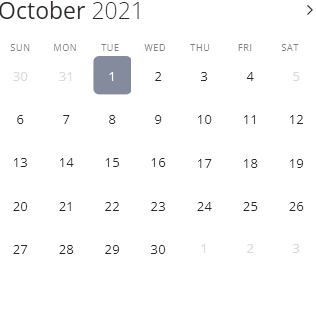 October 2021
SUN MON TUE WED THU FRI SAT
30 31 1 2 3 4 5
6 7 8 9 10 11 12
13 14 15 16 17 18 19
20 21 22 23 24 25 26
27 28 29 30 1 2 3